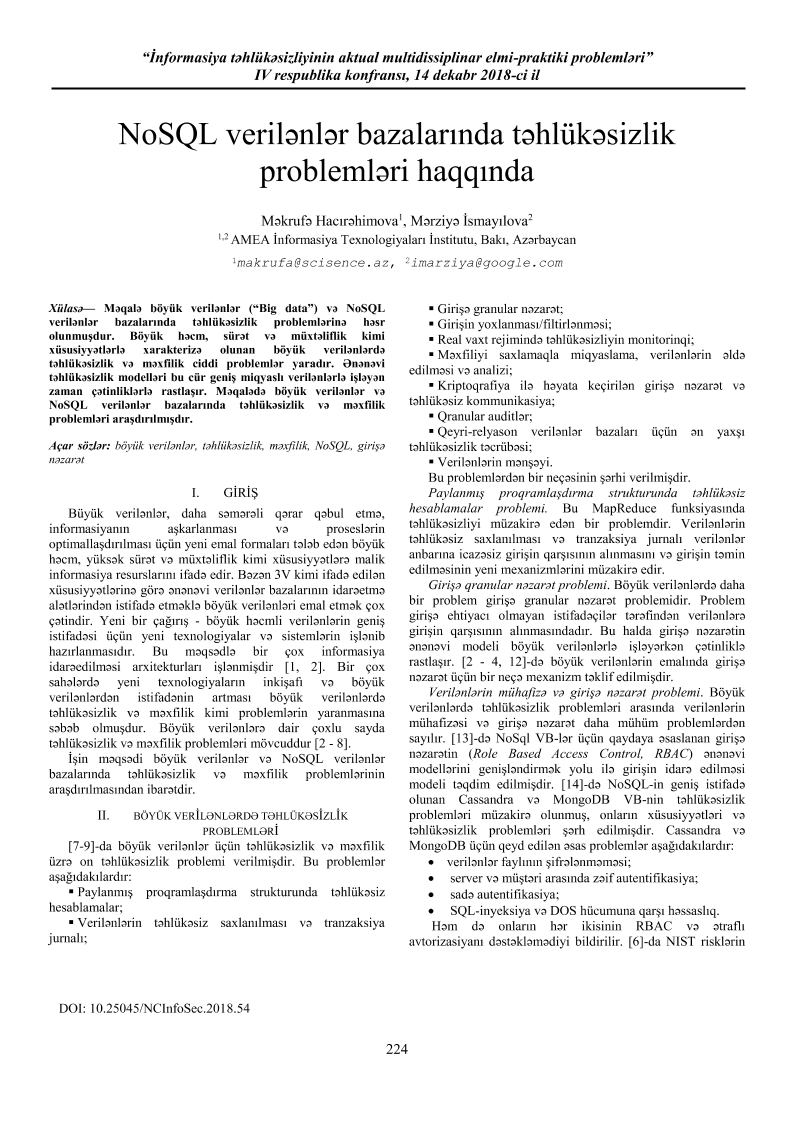 “İnformasiya təhlükəsizliyinin aktual multidissiplinar elmi-praktiki problemləri”
IV respublika konfransı, 14 dekabr 2018-ci il
NoSQL verilənlər bazalarında təhlükəsizlik
problemləri haqqında
Məkrufə Hacırəhimova¹, Mərziyə İsmayılova²
¹,² AMEA İnformasiya Texnologiyaları İnstitutu, Bakı, Azərbaycan
¹makrufa@scisence.az, ²imarziya@google.com
Xülasə— Məqalə böyük verilənlər (“Big data”) və NoSQL
verilənlər bazalarında təhlükəsizlik problemlərinə həsr
olunmuşdur. Böyük həcm, sürət və müxtəliflik kimi
xüsusiyyətlərlə xarakterizə olunan böyük verilənlərdə
təhlükəsizlik və məxfilik ciddi problemlər yaradır. Ənənəvi
təhlükəsizlik modelləri bu cür geniş miqyaslı verilənlərlə işləyən
zaman çətinliklərlə rastlaşır. Məqalədə böyük verilənlər və
NoSQL verilənlər bazalarında təhlükəsizlik və məxfilik
problemləri araşdırılmışdır.
Açar sözlər: böyük verilənlər, təhlükəsizlik, məxfilik, NoSQL, girişə
nəzarət
I. GİRİŞ
Büyük verilənlər, daha səmərəli qərar qəbul etmə,
informasiyanın aşkarlanması və proseslərin
optimallaşdırılması üçün yeni emal formaları tələb edən böyük
həcm, yüksək sürət və müxtəliflik kimi xüsusiyyətlərə malik
informasiya resurslarını ifadə edir. Bəzən 3V kimi ifadə edilən
xüsusiyyətlərinə görə ənənəvi verilənlər bazalarının idarəetmə
alətlərindən istifadə etməklə böyük verilənləri emal etmək çox
çətindir. Yeni bir çağırış - böyük həcmli verilənlərin geniş
istifadəsi üçün yeni texnologiyalar və sistemlərin işlənib
hazırlanmasıdır. Bu məqsədlə bir çox informasiya
idarəedilməsi arxitekturları işlənmişdir [1, 2]. Bir çox
sahələrdə yeni texnologiyaların inkişafı və böyük
verilənlərdən istifadənin artması böyük verilənlərdə
təhlükəsizlik və məxfilik kimi problemlərin yaranmasına
səbəb olmuşdur. Böyük verilənlərə dair çoxlu sayda
təhlükəsizlik və məxfilik problemləri mövcuddur [2 - 8].
İşin məqsədi böyük verilənlər və NoSQL verilənlər
bazalarında təhlükəsizlik və məxfilik problemlərinin
araşdırılmasından ibarətdir.
II. BÖYÜK VERİLƏNLƏRDƏ TƏHLÜKƏSİZLİK
PROBLEMLƏRİ
[7-9]-da böyük verilənlər üçün təhlükəsizlik və məxfilik
üzrə on təhlükəsizlik problemi verilmişdir. Bu problemlər
aşağıdakılardır:
▪ Paylanmış proqramlaşdırma strukturunda təhlükəsiz
hesablamalar;
▪ Verilənlərin təhlükəsiz saxlanılması və tranzaksiya
jurnalı;
▪ Girişə granular nəzarət;
▪ Girişin yoxlanması/filtirlənməsi;
▪ Real vaxt rejimində təhlükəsizliyin monitorinqi;
▪ Məxfiliyi saxlamaqla miqyaslama, verilənlərin əldə
edilməsi və analizi;
▪ Kriptoqrafiya ilə həyata keçirilən girişə nəzarət və
təhlükəsiz kommunikasiya;
▪ Qranular auditlər;
▪ Qeyri-relyason verilənlər bazaları üçün ən yaxşı
təhlükəsizlik təcrübəsi;
▪ Verilənlərin mənşəyi.
Bu problemlərdən bir neçəsinin şərhi verilmişdir.
Paylanmış proqramlaşdırma strukturunda təhlükəsiz
hesablamalar problemi. Bu MapReduce funksiyasında
təhlükəsizliyi müzakirə edən bir problemdir. Verilənlərin
təhlükəsiz saxlanılması və tranzaksiya jurnalı verilənlər
anbarına icazəsiz girişin qarşısının alınmasını və girişin təmin
edilməsinin yeni mexanizmlərini müzakirə edir.
Girişə qranular nəzarət problemi. Böyük verilənlərdə daha
bir problem girişə granular nəzarət problemidir. Problem
girişə ehtiyacı olmayan istifadəçilər tərəfindən verilənlərə
girişin qarşısının alınmasındadır. Bu halda girişə nəzarətin
ənənəvi modeli böyük verilənlərlə işləyərkən çətinliklə
rastlaşır. [2 - 4, 12]-də böyük verilənlərin emalında girişə
nəzarət üçün bir neçə mexanizm təklif edilmişdir.
Verilənlərin mühafizə və girişə nəzarət problemi. Böyük
verilənlərdə təhlükəsizlik problemləri arasında verilənlərin
mühafizəsi və girişə nəzarət daha mühüm problemlərdən
sayılır. [13]-də NoSql VB-lər üçün qaydaya əsaslanan girişə
nəzarətin (Role Based Access Control, RBAC) ənənəvi
modellərini genişləndirmək yolu ilə girişin idarə edilməsi
modeli təqdim edilmişdir. [14]-də NoSQL-in geniş istifadə
olunan Cassandra və MongoDB VB-nin təhlükəsizlik
problemləri müzakirə olunmuş, onların xüsusiyyətləri və
təhlükəsizlik problemləri şərh edilmişdir. Cassandra və
MongoDB üçün qeyd edilən əsas problemlər aşağıdakılardır:
• verilənlər faylının şifrələnməməsi;
• server və müştəri arasında zəif autentifikasiya;
• sadə autentifikasiya;
• SQL-inyeksiya və DOS hücumuna qarşı həssaslıq.
Həm də onların hər ikisinin RBAC və ətraflı
avtorizasiyanı dəstəkləmədiyi bildirilir. [6]-da NIST risklərin
DOI: 10.25045/NCInfoSec.2018.54
224